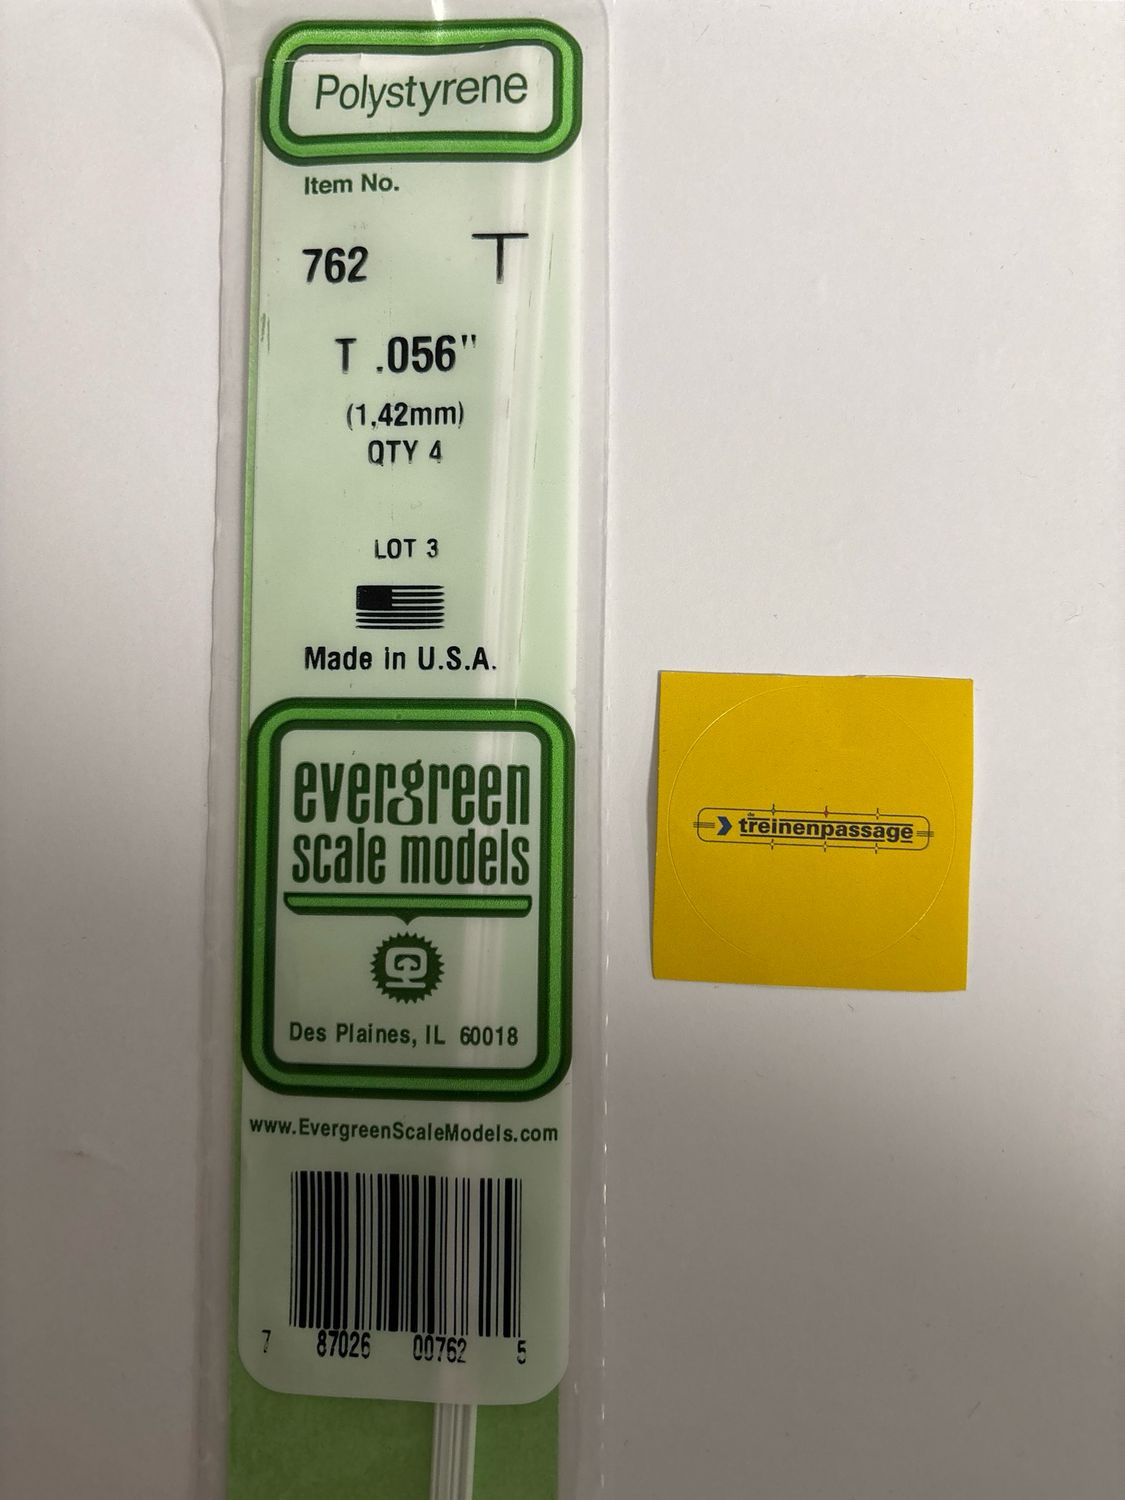 Polystyrene
Item No.
762 T
T .056"
(1,42mm)
QTY 4
LOT 3
Made in U.S.A.
evergreen
scale models
Des Plaines, IL 60018
www.EvergreenScaleModels.com
7 87026 00762 5
de
treinenpassage